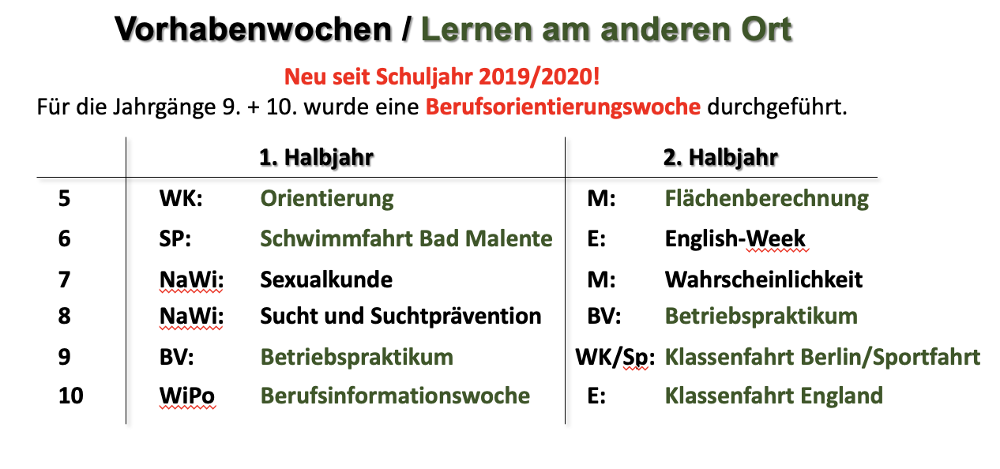 Vorhabenwochen / Lernen am anderen Ort
Neu seit Schuljahr 2019/2020!
Für die Jahrgänge 9. + 10. wurde eine Berufsorientierungswoche durchgeführt.
1. Halbjahr 2. Halbjahr
5 WK: Orientierung M: Flächenberechnung
6 SP: Schwimmfahrt Bad Malente E: English-Week
7 NaWi: Sexualkunde M: Wahrscheinlichkeit
8 NaWi: Sucht und Suchtprävention BV: Betriebspraktikum
9 BV: Betriebspraktikum WK/Sp: Klassenfahrt Berlin/Sportfahrt
10 WiPo Berufsinformationswoche E: Klassenfahrt England